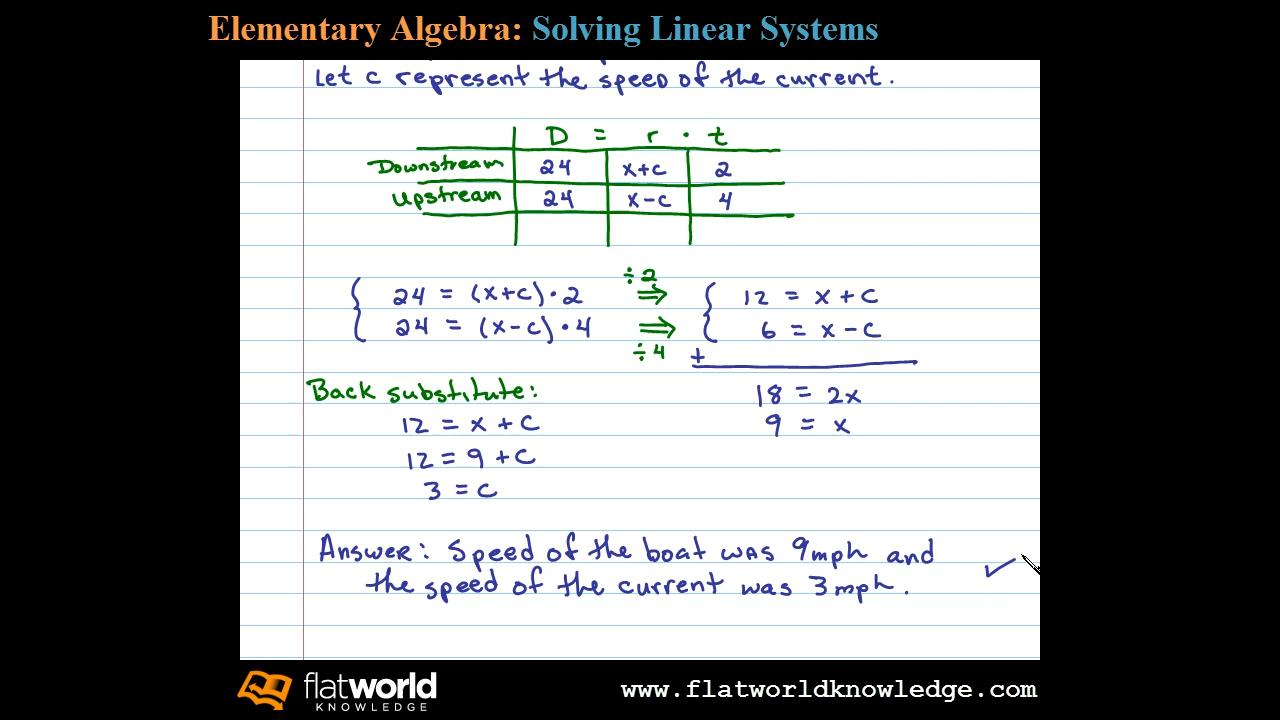 Elementary Algebra: Solving Linear Systems
Let c represent the speed of the current.
D = r · t
Downstream 24 x+c 2
Upstream 24 x-c 4
÷2
24 = (x+c)·2 ⇒ 12 = x + c
24 = (x-c)·4 ⇒ 6 = x - c
÷4 +
Back substitute: 18 = 2x
12 = x + c 9 = x
12 = 9 + c
3 = c
Answer: Speed of the boat was 9mph and
the speed of the current was 3mph.
flatworld
KNOWLEDGE
www.flatworldknowledge.com